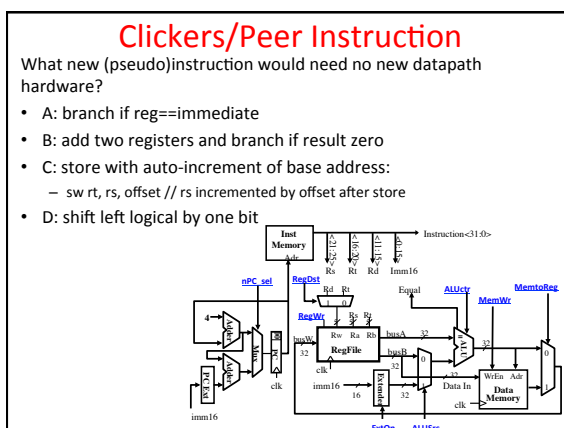 Clickers/Peer Instruction
What new (pseudo)instruction would need no new datapath
hardware?
• A: branch if reg==immediate
• B: add two registers and branch if result zero
• C: store with auto-increment of base address:
– sw rt, rs, offset // rs incremented by offset after store
• D: shift left logical by one bit
Inst
Memory
Adr
<21:25>
<16:20>
<11:15>
<0:15>
Instruction<31:0>
Rs
Rt
Rd
Imm16
nPC_sel
RegDst
Rd
Rt
1
0
Equal
ALUctr
MemtoReg
MemWr
RegWr
Rs
Rt
4
Adder
Adder
Mux
PC
00
clk
PC Ext
imm16
busW
32
Rw
Ra
Rb
RegFile
clk
busA
32
busB
32
0
1
ALU
32
0
1
imm16
16
Extender
32
Data In
32
clk
WrEn
Adr
Data
Memory
ExtOp
ALUSrc